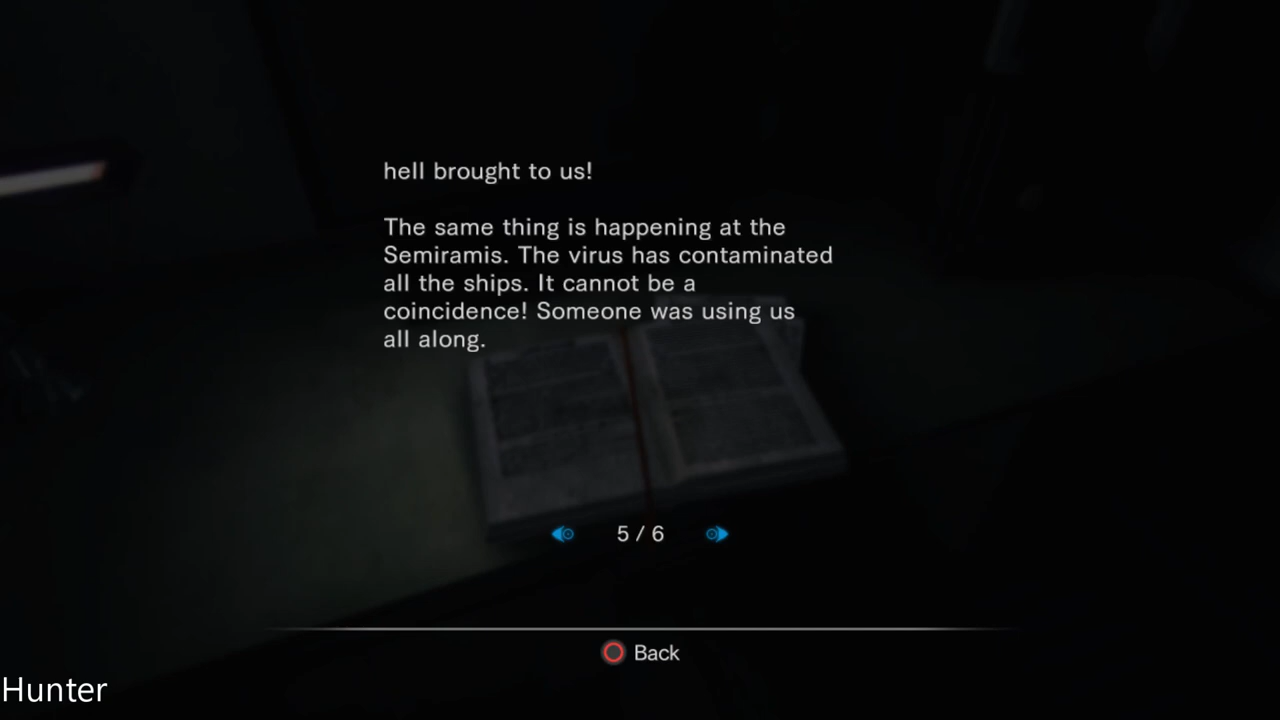 hell brought to us!
The same thing is happening at the
Semiramis. The virus has contaminated
all the ships. It cannot be a
coincidence! Someone was using us
all along.
5 / 6
Back
Hunter